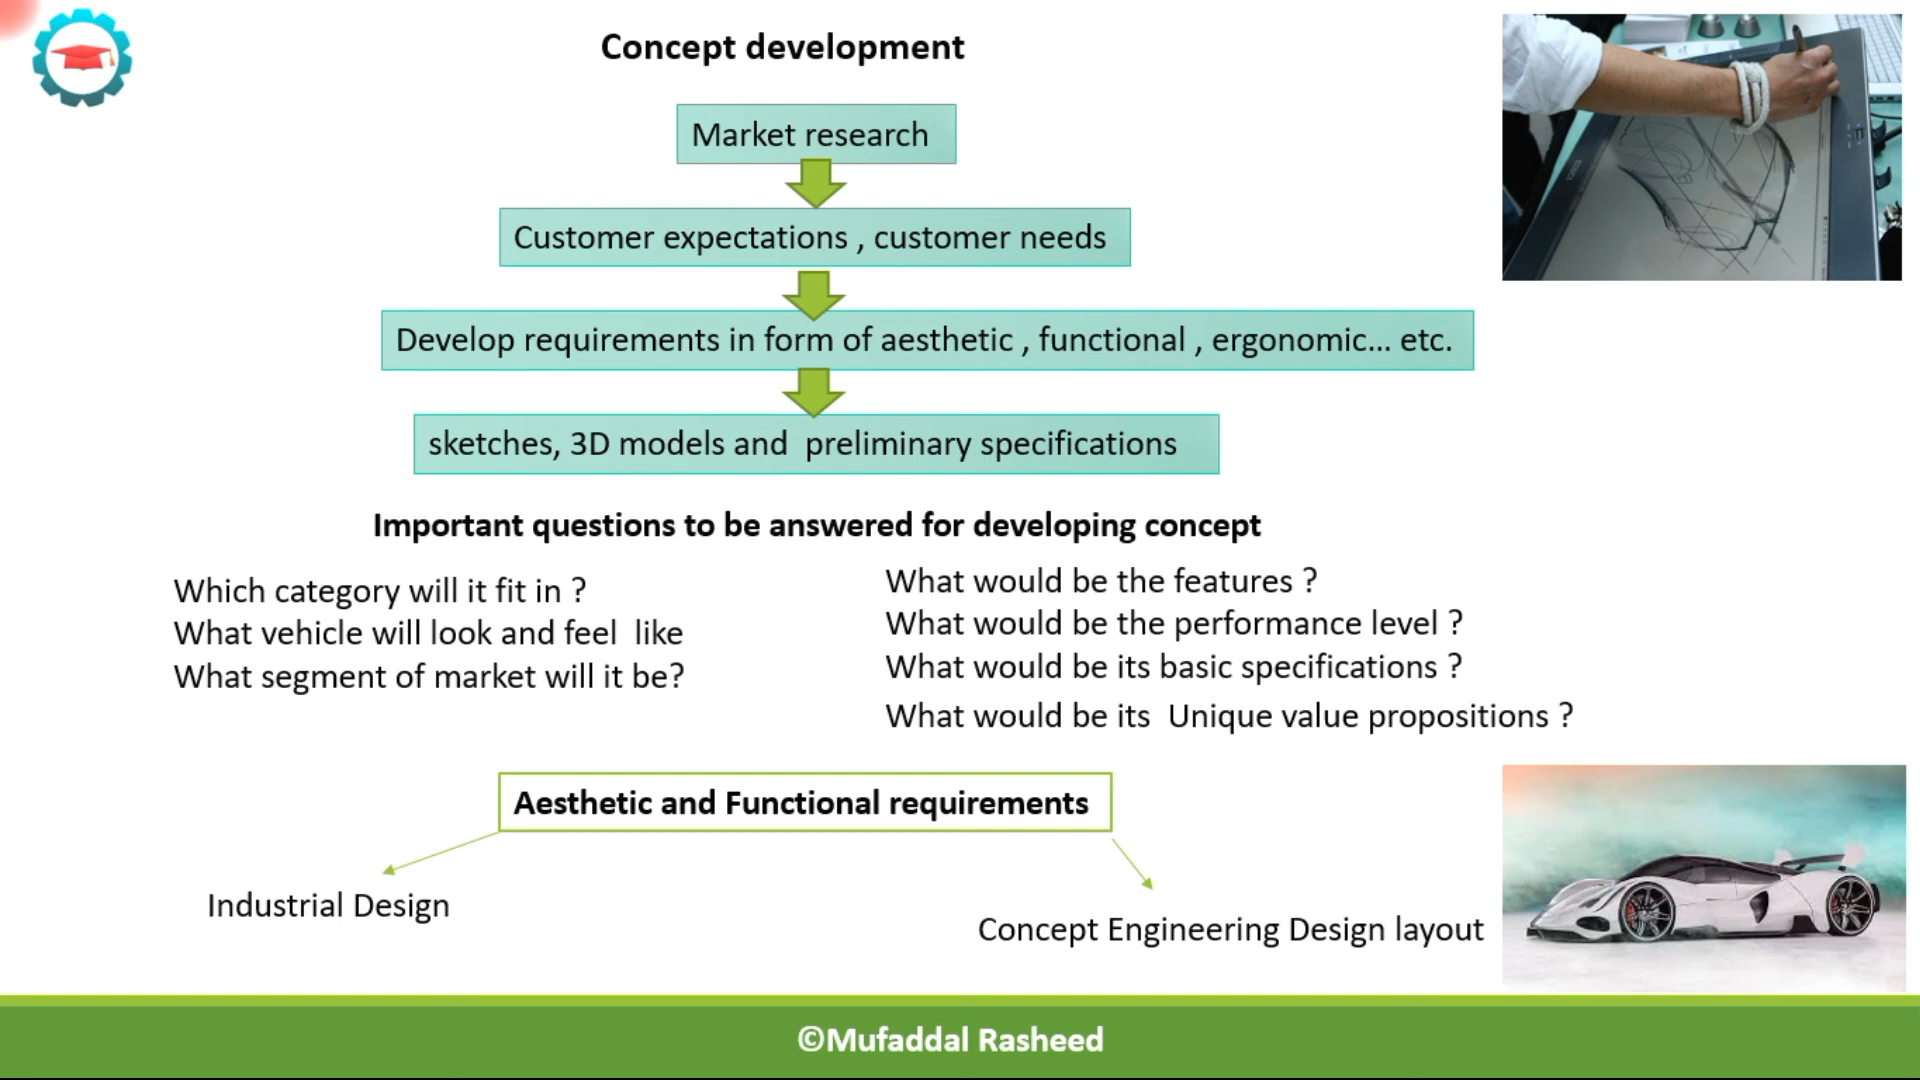 Concept development
Market research
Customer expectations , customer needs
Develop requirements in form of aesthetic , functional , ergonomic... etc.
sketches, 3D models and  preliminary specifications
Important questions to be answered for developing concept
Which category will it fit in ?
What vehicle will look and feel  like
What segment of market will it be?
What would be the features ?
What would be the performance level ?
What would be its basic specifications ?
What would be its  Unique value propositions ?
Aesthetic and Functional requirements
Industrial Design
Concept Engineering Design layout
©Mufaddal Rasheed